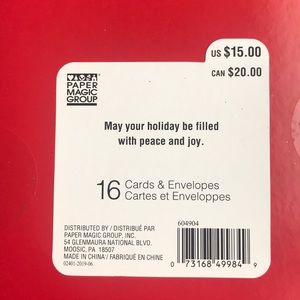 US $15.00
CAN $20.00
PAPER
MAGIC
GROUP
May your holiday be filled
with peace and joy.
16 Cards & Envelopes
Cartes et Enveloppes
DISTRIBUTED BY / DISTRIBUÉ PAR
PAPER MAGIC GROUP, INC.
54 GLENMAURA NATIONAL BLVD.
MOOSIC, PA 18507
MADE IN CHINA / FABRIQUÉ EN CHINE
02401-2019-06
604904
0 73168 49984 9